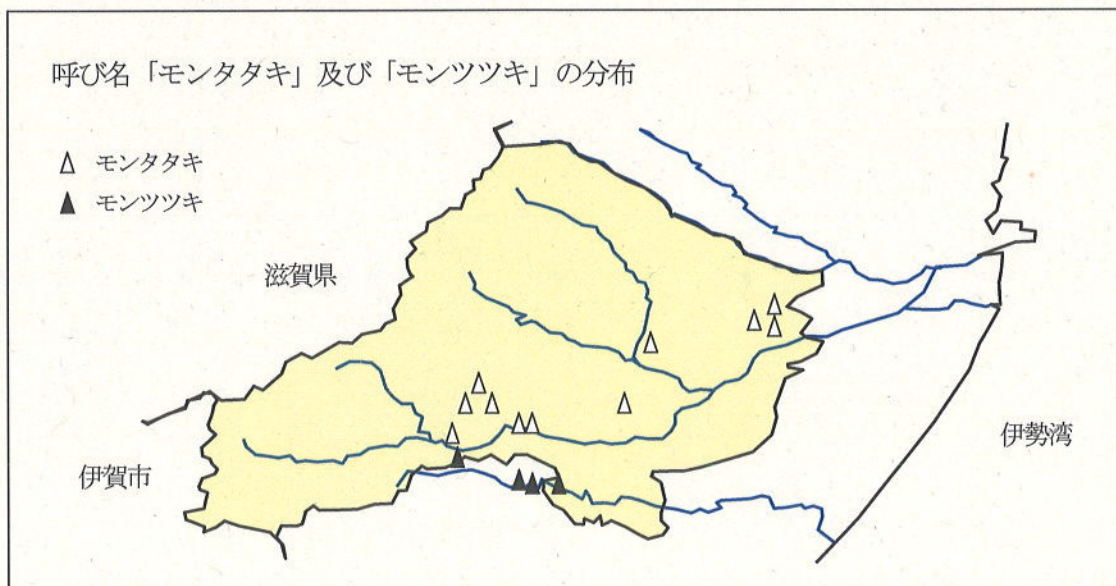 呼び名「モンタタキ」及び「モンツツキ」の分布
モンタタキ
モンツツキ
滋賀県
伊賀市
伊勢湾